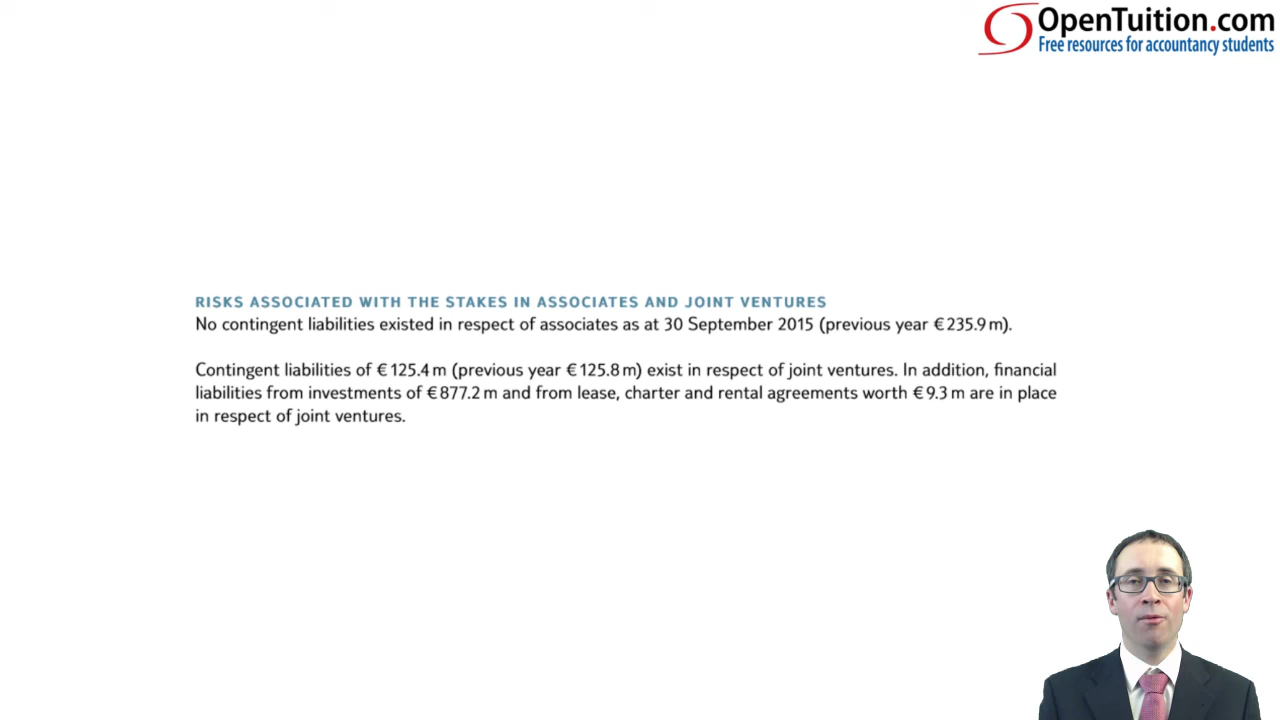 OpenTuition.com
Free resources for accountancy students
RISKS ASSOCIATED WITH THE STAKES IN ASSOCIATES AND JOINT VENTURES
No contingent liabilities existed in respect of associates as at 30 September 2015 (previous year €235.9 m).
Contingent liabilities of €125.4 m (previous year €125.8 m) exist in respect of joint ventures. In addition, financial
liabilities from investments of €877.2 m and from lease, charter and rental agreements worth €9.3 m are in place
in respect of joint ventures.